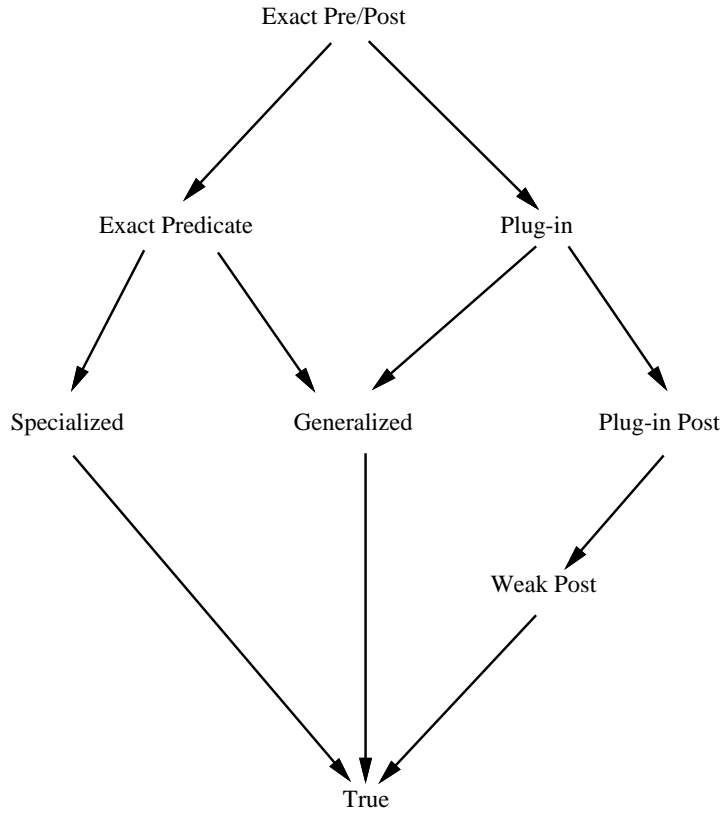 Exact Pre/Post
Exact Predicate
Plug-in
Specialized
Generalized
Plug-in Post
Weak Post
True